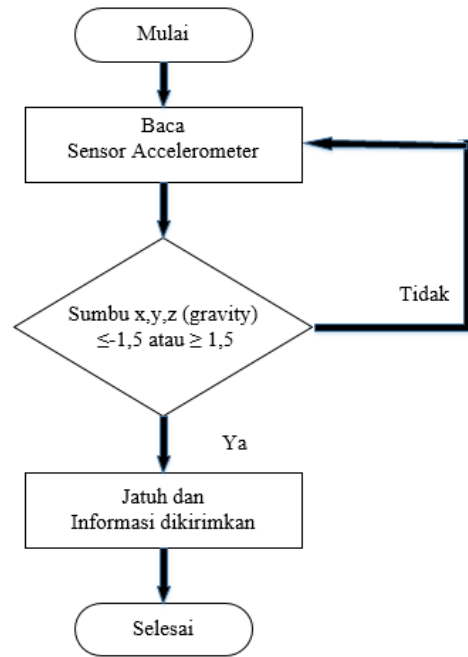 Mulai
Baca
Sensor Accelerometer
Sumbu x,y,z (gravity)
≤-1,5 atau ≥ 1,5
Tidak
Ya
Jatuh dan
Informasi dikirimkan
Selesai